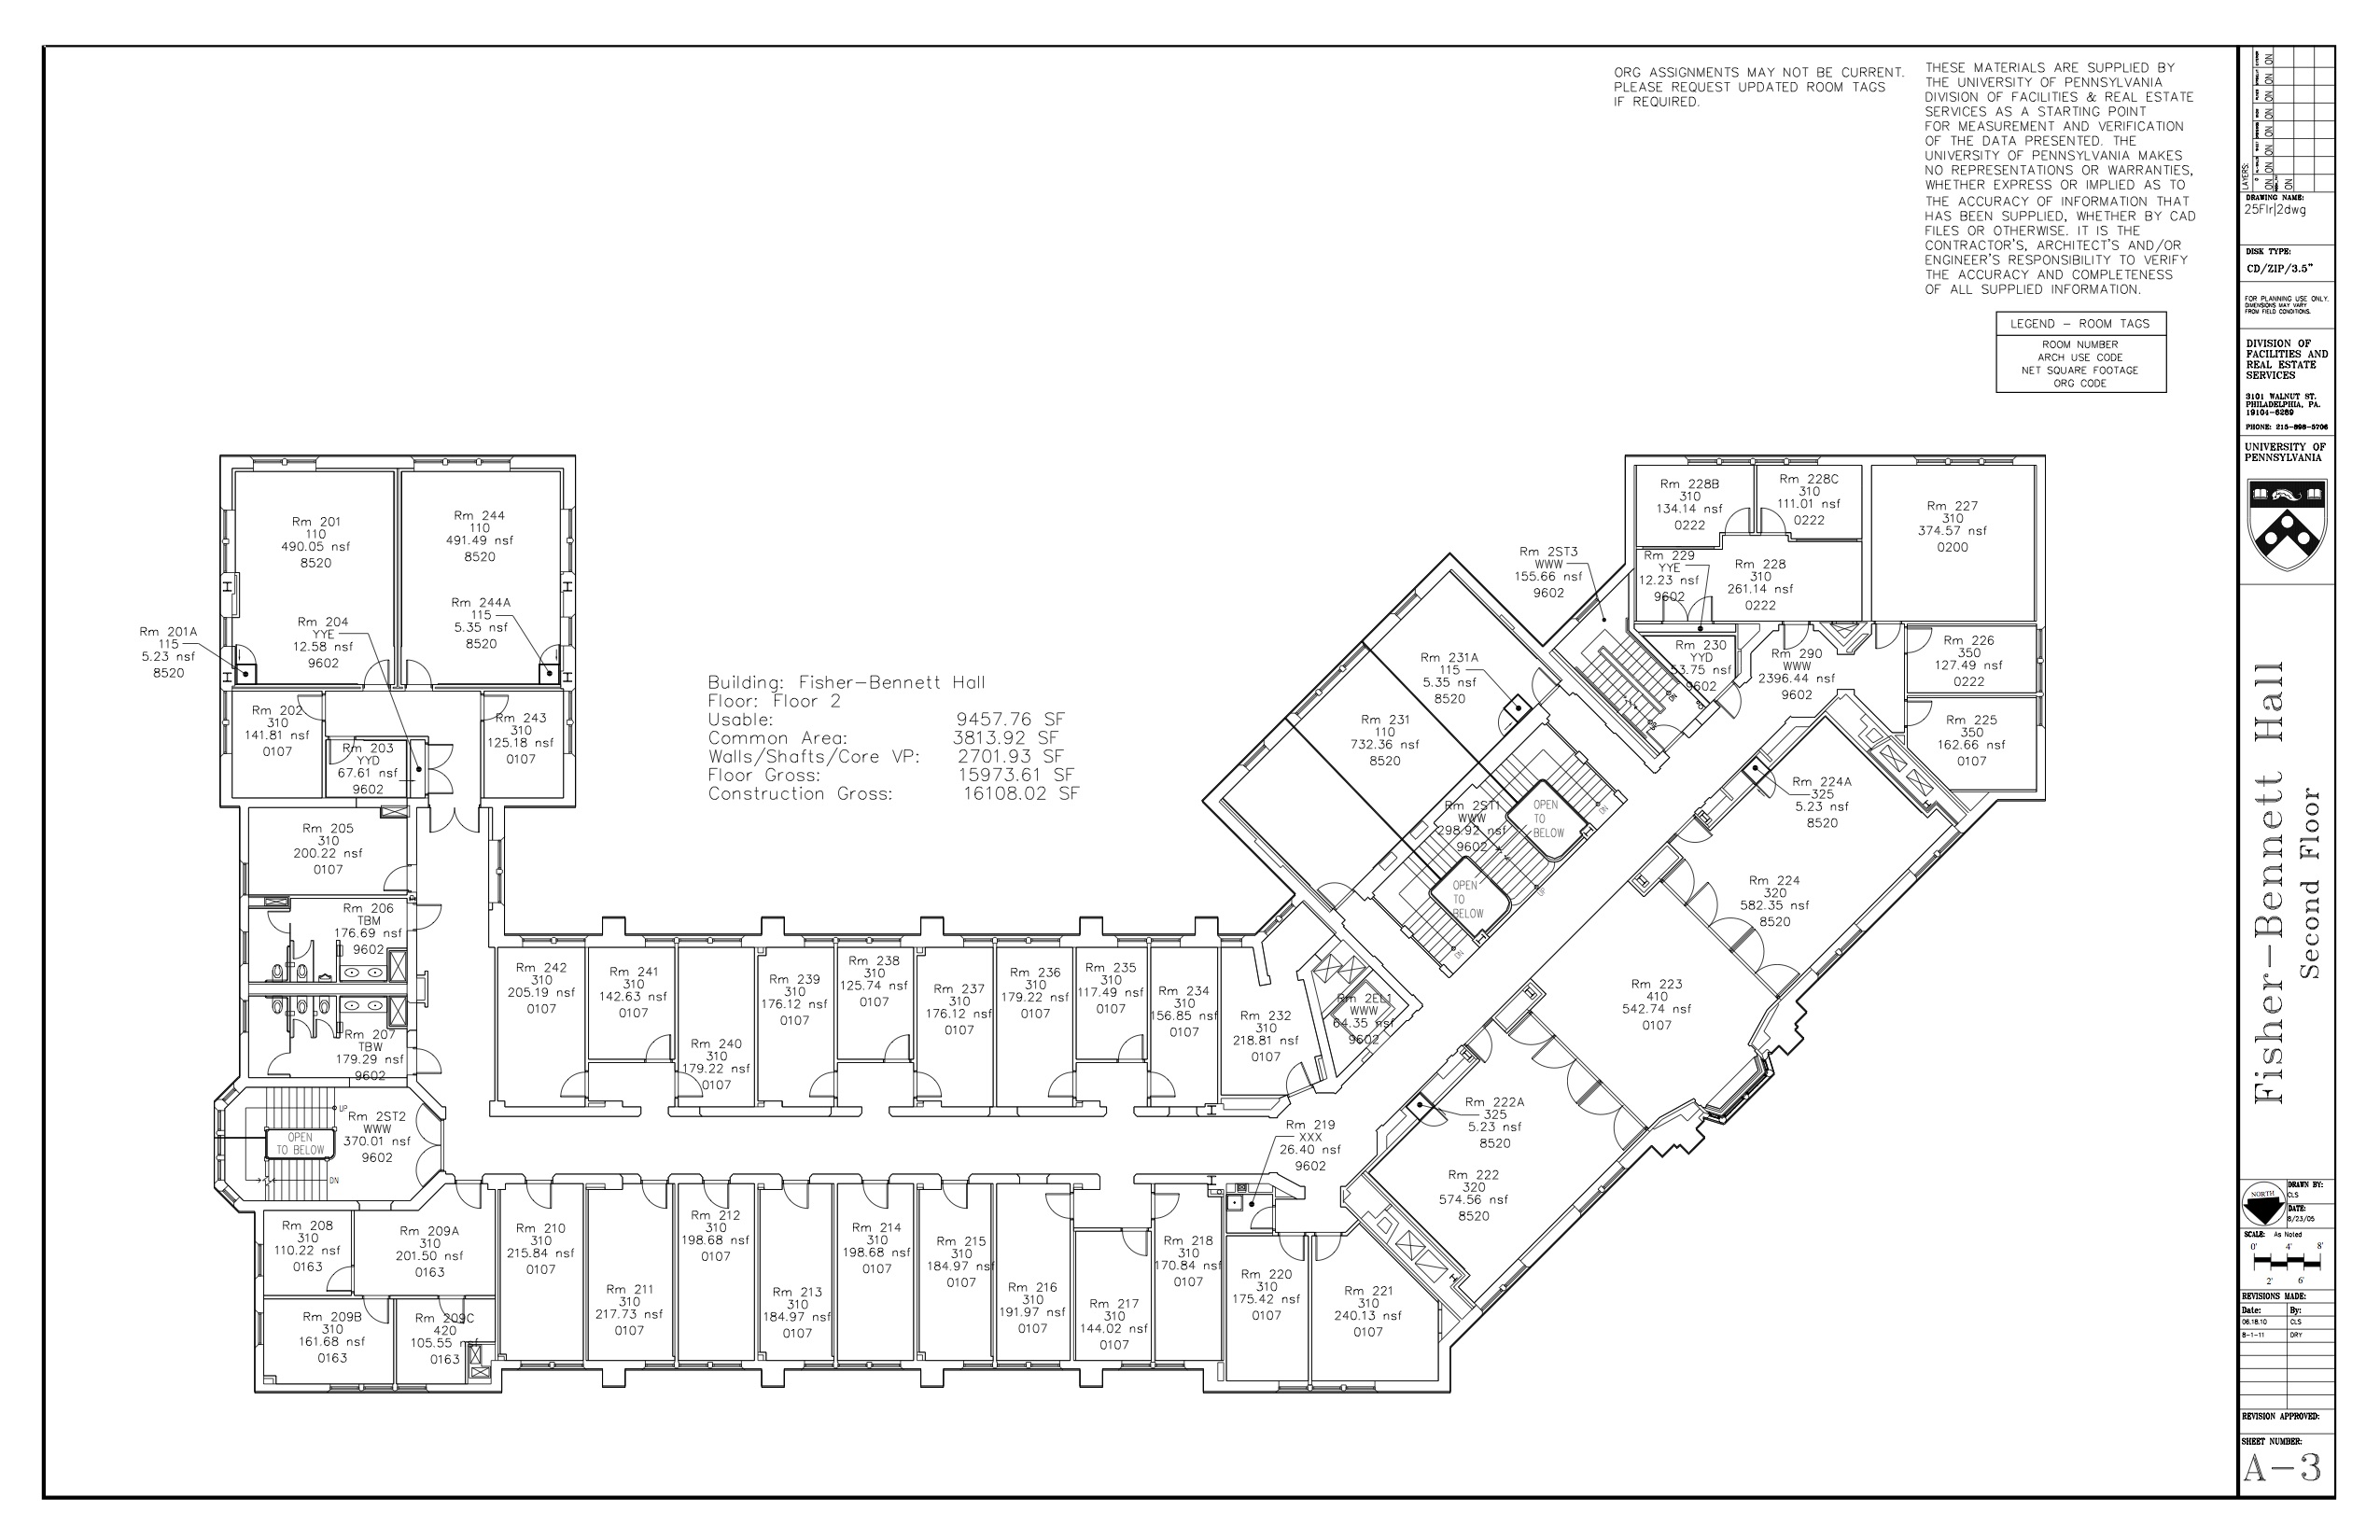 ORG ASSIGNMENTS MAY NOT BE CURRENT.
PLEASE REQUEST UPDATED ROOM TAGS
IF REQUIRED.
THESE MATERIALS ARE SUPPLIED BY
THE UNIVERSITY OF PENNSYLVANIA
DIVISION OF FACILITIES & REAL ESTATE
SERVICES AS A STARTING POINT
FOR MEASUREMENT AND VERIFICATION
OF THE DATA PRESENTED. THE
UNIVERSITY OF PENNSYLVANIA MAKES
NO REPRESENTATIONS OR WARRANTIES,
WHETHER EXPRESS OR IMPLIED AS TO
THE ACCURACY OF INFORMATION THAT
HAS BEEN SUPPLIED, WHETHER BY CAD
FILES OR OTHERWISE. IT IS THE
CONTRACTOR'S, ARCHITECT'S AND/OR
ENGINEER'S RESPONSIBILITY TO VERIFY
THE ACCURACY AND COMPLETENESS
OF ALL SUPPLIED INFORMATION.
LEGEND – ROOM TAGS
ROOM NUMBER
ARCH USE CODE
NET SQUARE FOOTAGE
ORG CODE
Rm 201
110
490.05 nsf
8520
Rm 244
110
491.49 nsf
8520
Rm 244A
115
5.35 nsf
8520
Rm 204
YYE
12.58 nsf
9602
Rm 201A
115
5.23 nsf
8520
Rm 202
310
141.81 nsf
0107
Rm 203
YYD
67.61 nsf
9602
Rm 243
310
125.18 nsf
0107
Rm 205
310
200.22 nsf
0107
Rm 206
TBM
176.69 nsf
9602
Rm 207
TBW
179.29 nsf
9602
UP
Rm 2ST2
WWW
370.01 nsf
9602
OPEN
TO BELOW
DN
Building: Fisher–Bennett Hall
Floor: Floor 2
Usable: 9457.76 SF
Common Area: 3813.92 SF
Walls/Shafts/Core VP: 2701.93 SF
Floor Gross: 15973.61 SF
Construction Gross: 16108.02 SF
Rm 242
310
205.19 nsf
0107
Rm 241
310
142.63 nsf
0107
Rm 240
310
179.22 nsf
0107
Rm 239
310
176.12 nsf
0107
Rm 238
310
125.74 nsf
0107
Rm 237
310
176.12 nsf
0107
Rm 236
310
179.22 nsf
0107
Rm 235
310
117.49 nsf
0107
Rm 234
310
156.85 nsf
0107
Rm 232
310
218.81 nsf
0107
Rm 2EL1
WWW
64.35 nsf
9602
Rm 208
310
110.22 nsf
0163
Rm 209A
310
201.50 nsf
0163
Rm 209B
310
161.68 nsf
0163
Rm 209C
420
105.55
0163
Rm 210
310
215.84 nsf
0107
Rm 211
310
217.73 nsf
0107
Rm 212
310
198.68 nsf
0107
Rm 213
310
184.97 nsf
0107
Rm 214
310
198.68 nsf
0107
Rm 215
310
184.97 nsf
0107
Rm 216
310
191.97 nsf
0107
Rm 217
310
144.02 nsf
0107
Rm 218
310
170.84 nsf
0107
Rm 219
XXX
26.40 nsf
9602
Rm 220
310
175.42 nsf
0107
Rm 221
310
240.13 nsf
0107
Rm 222A
325
5.23 nsf
8520
Rm 222
320
574.56 nsf
8520
Rm 223
410
542.74 nsf
0107
Rm 224
320
582.35 nsf
8520
Rm 224A
325
5.23 nsf
8520
Rm 2ST1
WWW
298.92 nsf
9602
OPEN
TO
BELOW
OPEN
TO
BELOW
DN
DN
Rm 231
110
732.36 nsf
8520
Rm 231A
115
5.35 nsf
8520
Rm 2ST3
WWW
155.66 nsf
9602
Rm 228B
310
134.14 nsf
0222
Rm 228C
310
111.01 nsf
0222
Rm 227
310
374.57 nsf
0200
Rm 229
YYE
12.23 nsf
9602
Rm 228
310
261.14 nsf
0222
Rm 230
YYD
53.75 nsf
9602
Rm 290
WWW
2396.44 nsf
9602
Rm 226
350
127.49 nsf
0222
Rm 225
350
162.66 nsf
0107
LAYERS:
ON ON ON ON ON ON
ON
DRAWING NAME:
25Flr|2dwg
DISK TYPE:
CD/ZIP/3.5"
FOR PLANNING USE ONLY.
DIMENSIONS MAY VARY
FROM FIELD CONDITIONS.
DIVISION OF
FACILITIES AND
REAL ESTATE
SERVICES
3101 WALNUT ST.
PHILADELPHIA, PA.
19104–6289
PHONE: 215–898–5706
UNIVERSITY OF
PENNSYLVANIA
Fisher–Bennett Hall
Second Floor
NORTH
DRAWN BY:
CLS
DATE:
8/23/05
SCALE: As Noted
0' 4' 8'
2' 6'
REVISIONS MADE:
Date: By:
06.18.10 CLS
8–1–11 DRY
REVISION APPROVED:
SHEET NUMBER:
A–3